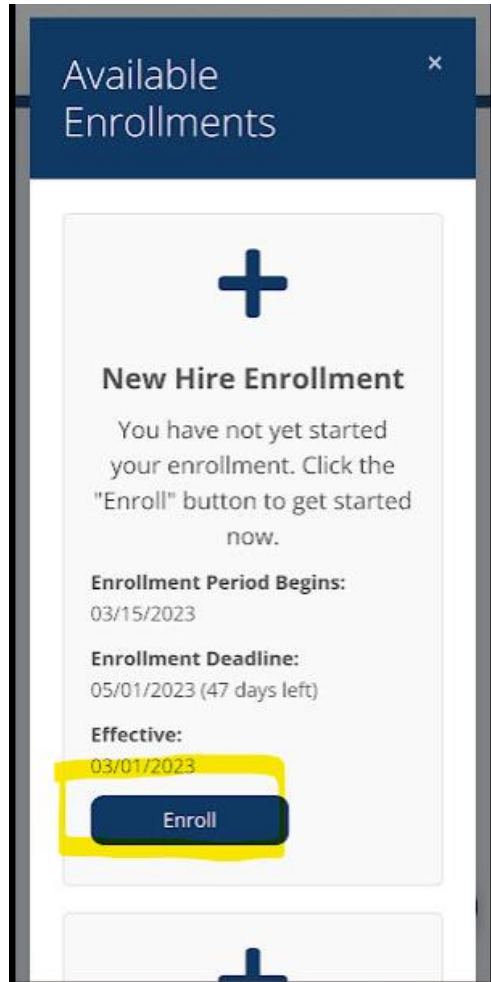 Available ×
Enrollments
New Hire Enrollment
You have not yet started
your enrollment. Click the
"Enroll" button to get started
now.
Enrollment Period Begins:
03/15/2023
Enrollment Deadline:
05/01/2023 (47 days left)
Effective:
03/01/2023
Enroll